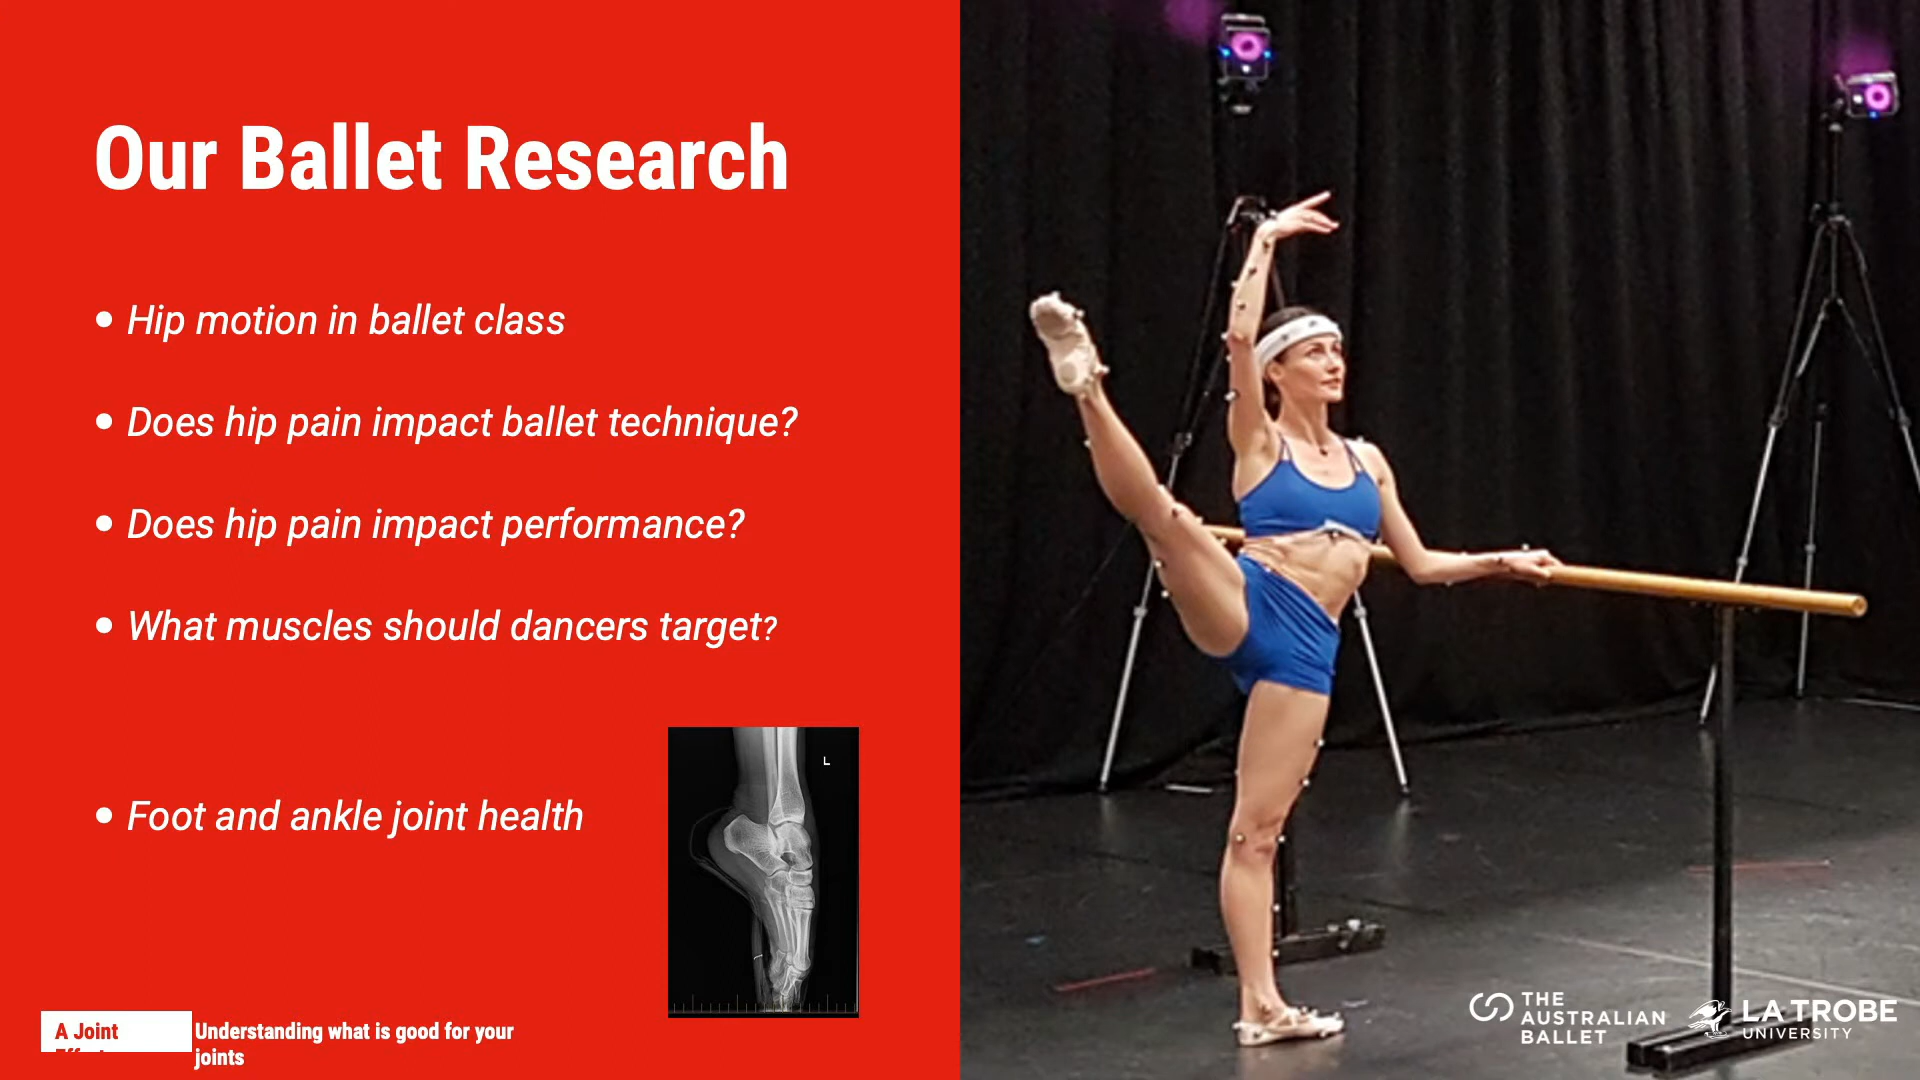 Our Ballet Research
• Hip motion in ballet class
• Does hip pain impact ballet technique?
• Does hip pain impact performance?
• What muscles should dancers target?
L
• Foot and ankle joint health
A Joint
Understanding what is good for your
joints
THE
AUSTRALIAN
BALLET
LA TROBE
UNIVERSITY